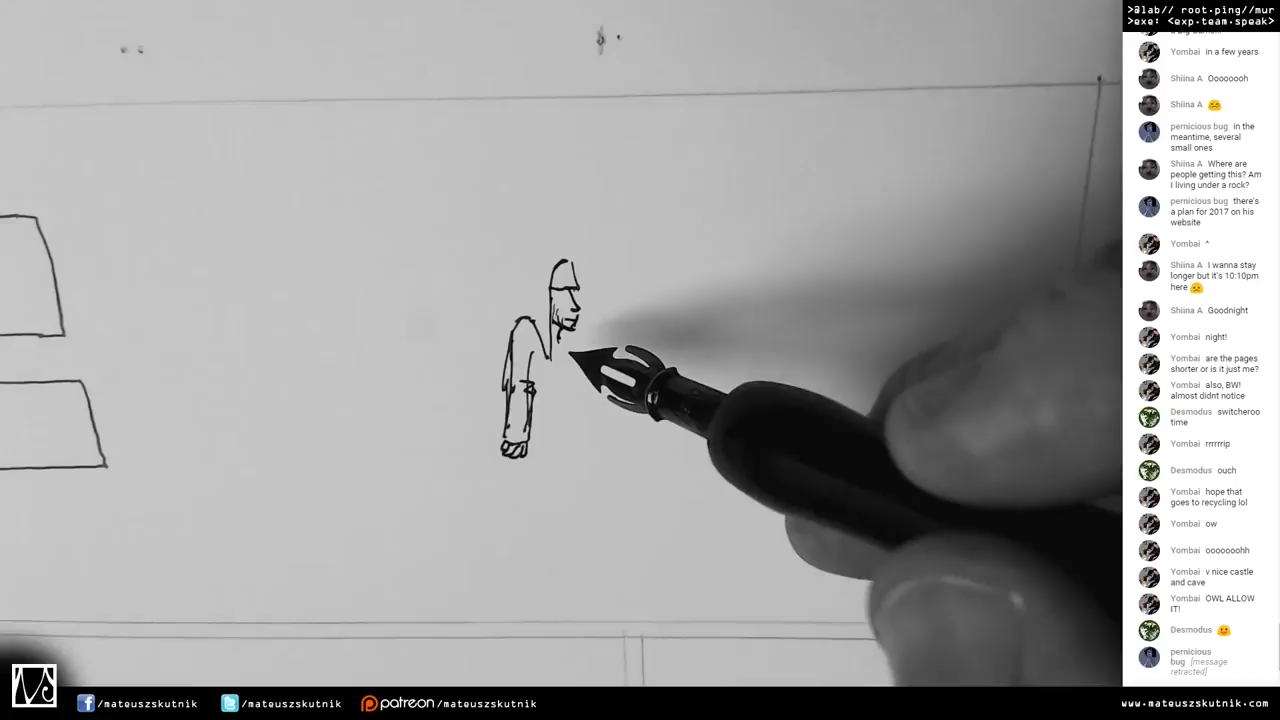 >@lab// root.ping//mur
>exe: <exp.team.speak>
Yombai in a few years
Shiina A Oooooooh
Shiina A 🤗
pernicious bug in the
meantime, several
small ones
Shiina A Where are
people getting this? Am
I living under a rock?
pernicious bug there's
a plan for 2017 on his
website
Yombai ^
Shiina A I wanna stay
longer but it's 10:10pm
here 😣
Shiina A Goodnight
Yombai night!
Yombai are the pages
shorter or is it just me?
Yombai also, BW!
almost didnt notice
Desmodus switcheroo
time
Yombai rrrrrrip
Desmodus ouch
Yombai hope that
goes to recycling lol
Yombai ow
Yombai ooooooohh
Yombai v nice castle
and cave
Yombai OWL ALLOW
IT!
Desmodus 😛
pernicious
bug [message
retracted]
/mateuszskutnik
/mateuszskutnik
patreon /mateuszskutnik
www.mateuszskutnik.com